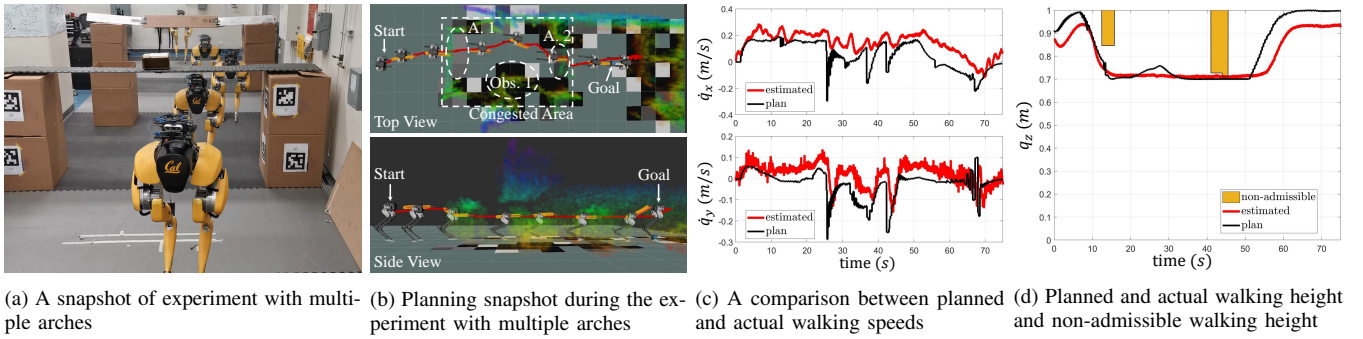 Cal
Start
A. 1
A. 2
Obs. 1
Goal
Congested Area
Top View
Start
Goal
Side View
q̇x (m/s)
0.4
0.2
0
-0.2
-0.4
estimated
plan
0 10 20 30 40 50 60 70
q̇y (m/s)
0.2
0.1
0
-0.1
-0.2
-0.3
estimated
plan
0 10 20 30 40 50 60 70
time (s)
qz (m)
1
0.9
0.8
0.7
0.6
0.5
0.4
0.3
0.2
0.1
0
non-admissible
estimated
plan
0 10 20 30 40 50 60 70
time (s)
(a) A snapshot of experiment with multi-
ple arches
(b) Planning snapshot during the ex-
periment with multiple arches
(c) A comparison between planned
and actual walking speeds
(d) Planned and actual walking height
and non-admissible walking height